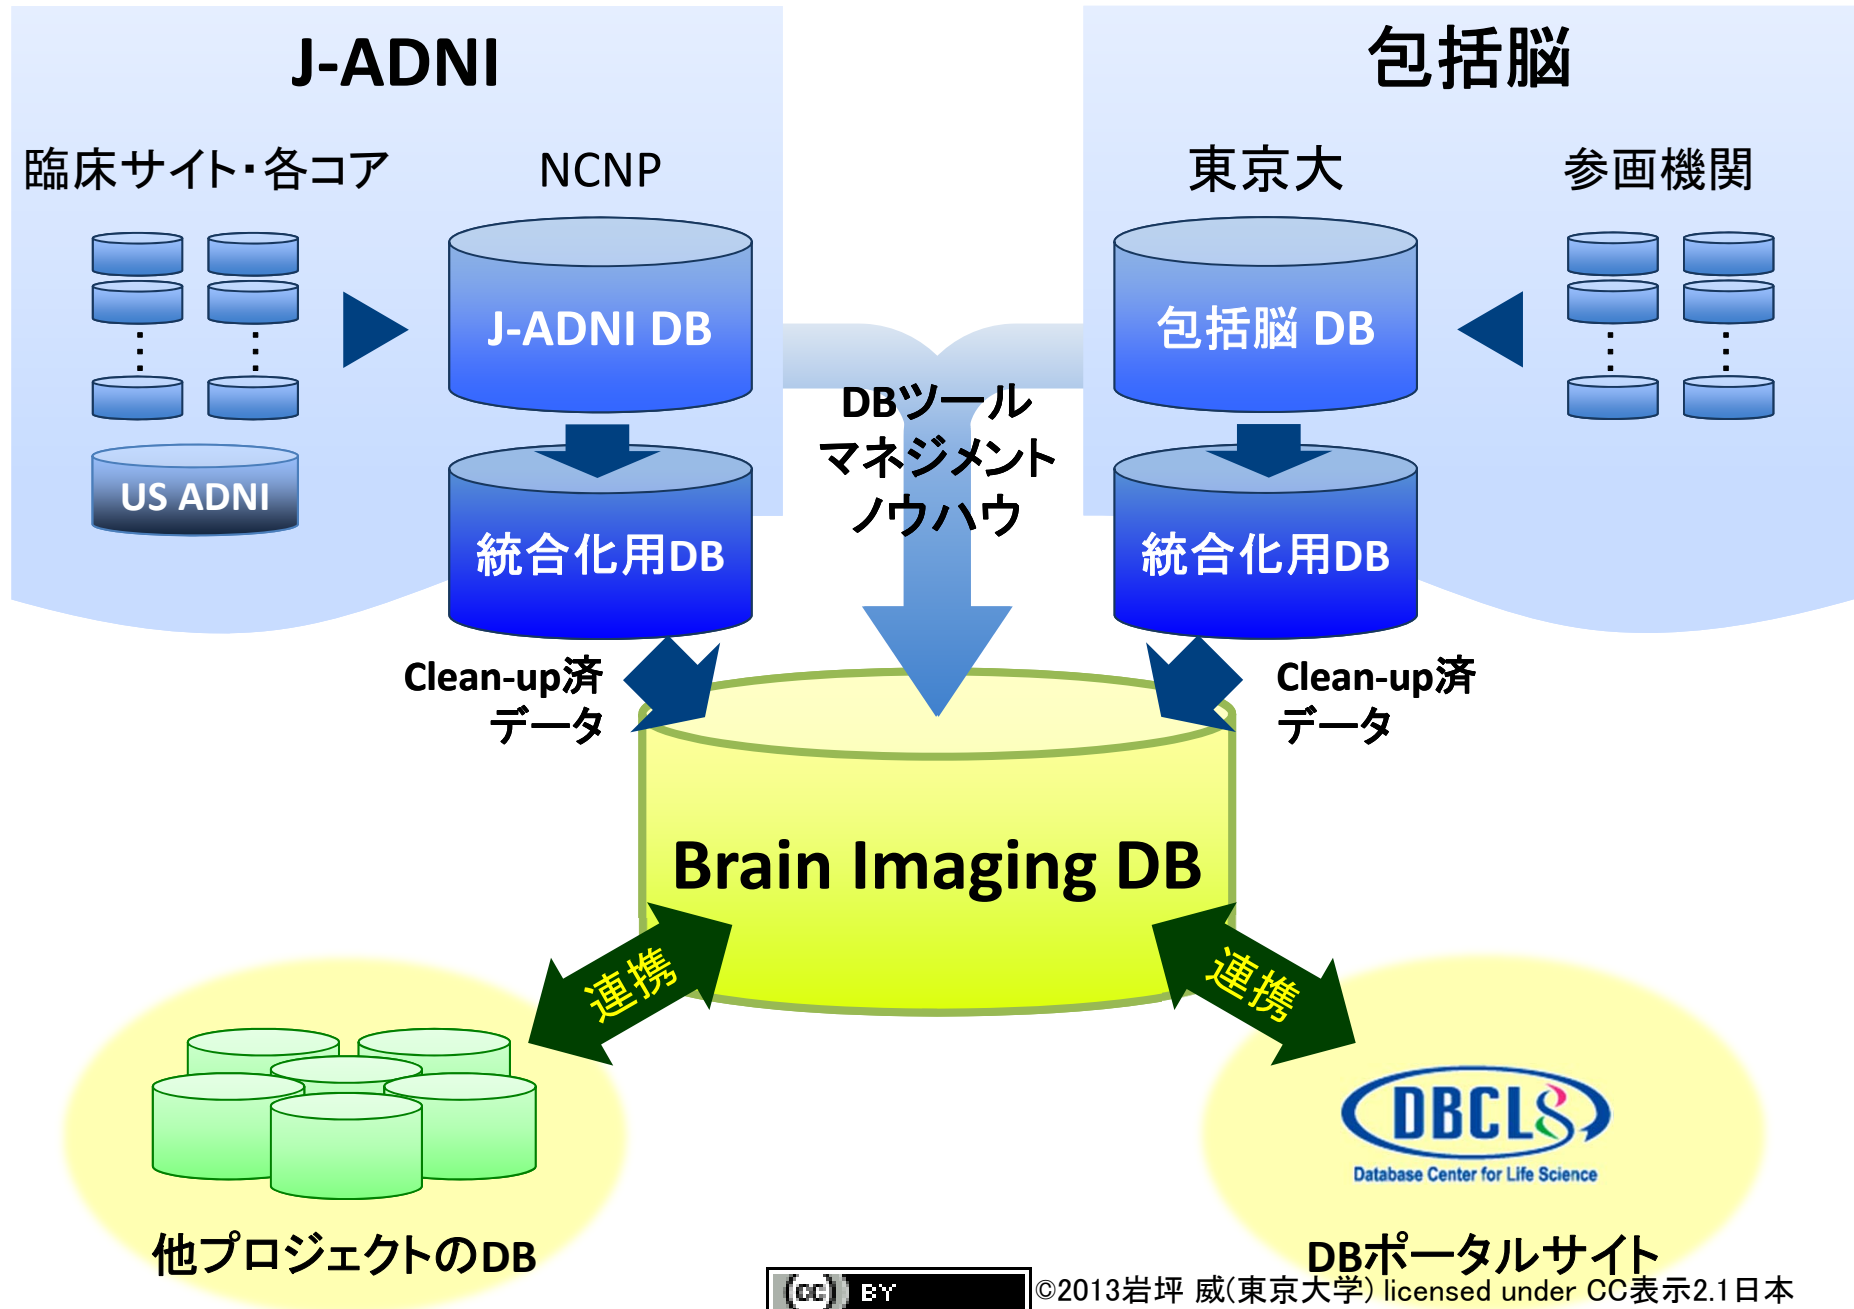 J-ADNI
包括脳
臨床サイト・各コア
NCNP
東京大
参画機関
J-ADNI DB
包括脳 DB
DBツール
マネジメント
ノウハウ
US ADNI
統合化用DB
統合化用DB
Clean-up済
データ
Clean-up済
データ
Brain Imaging DB
連携
連携
DBCLS
Database Center for Life Science
他プロジェクトのDB
DBポータルサイト
(cc) BY
©2013岩坪 威(東京大学) licensed under CC表示2.1日本